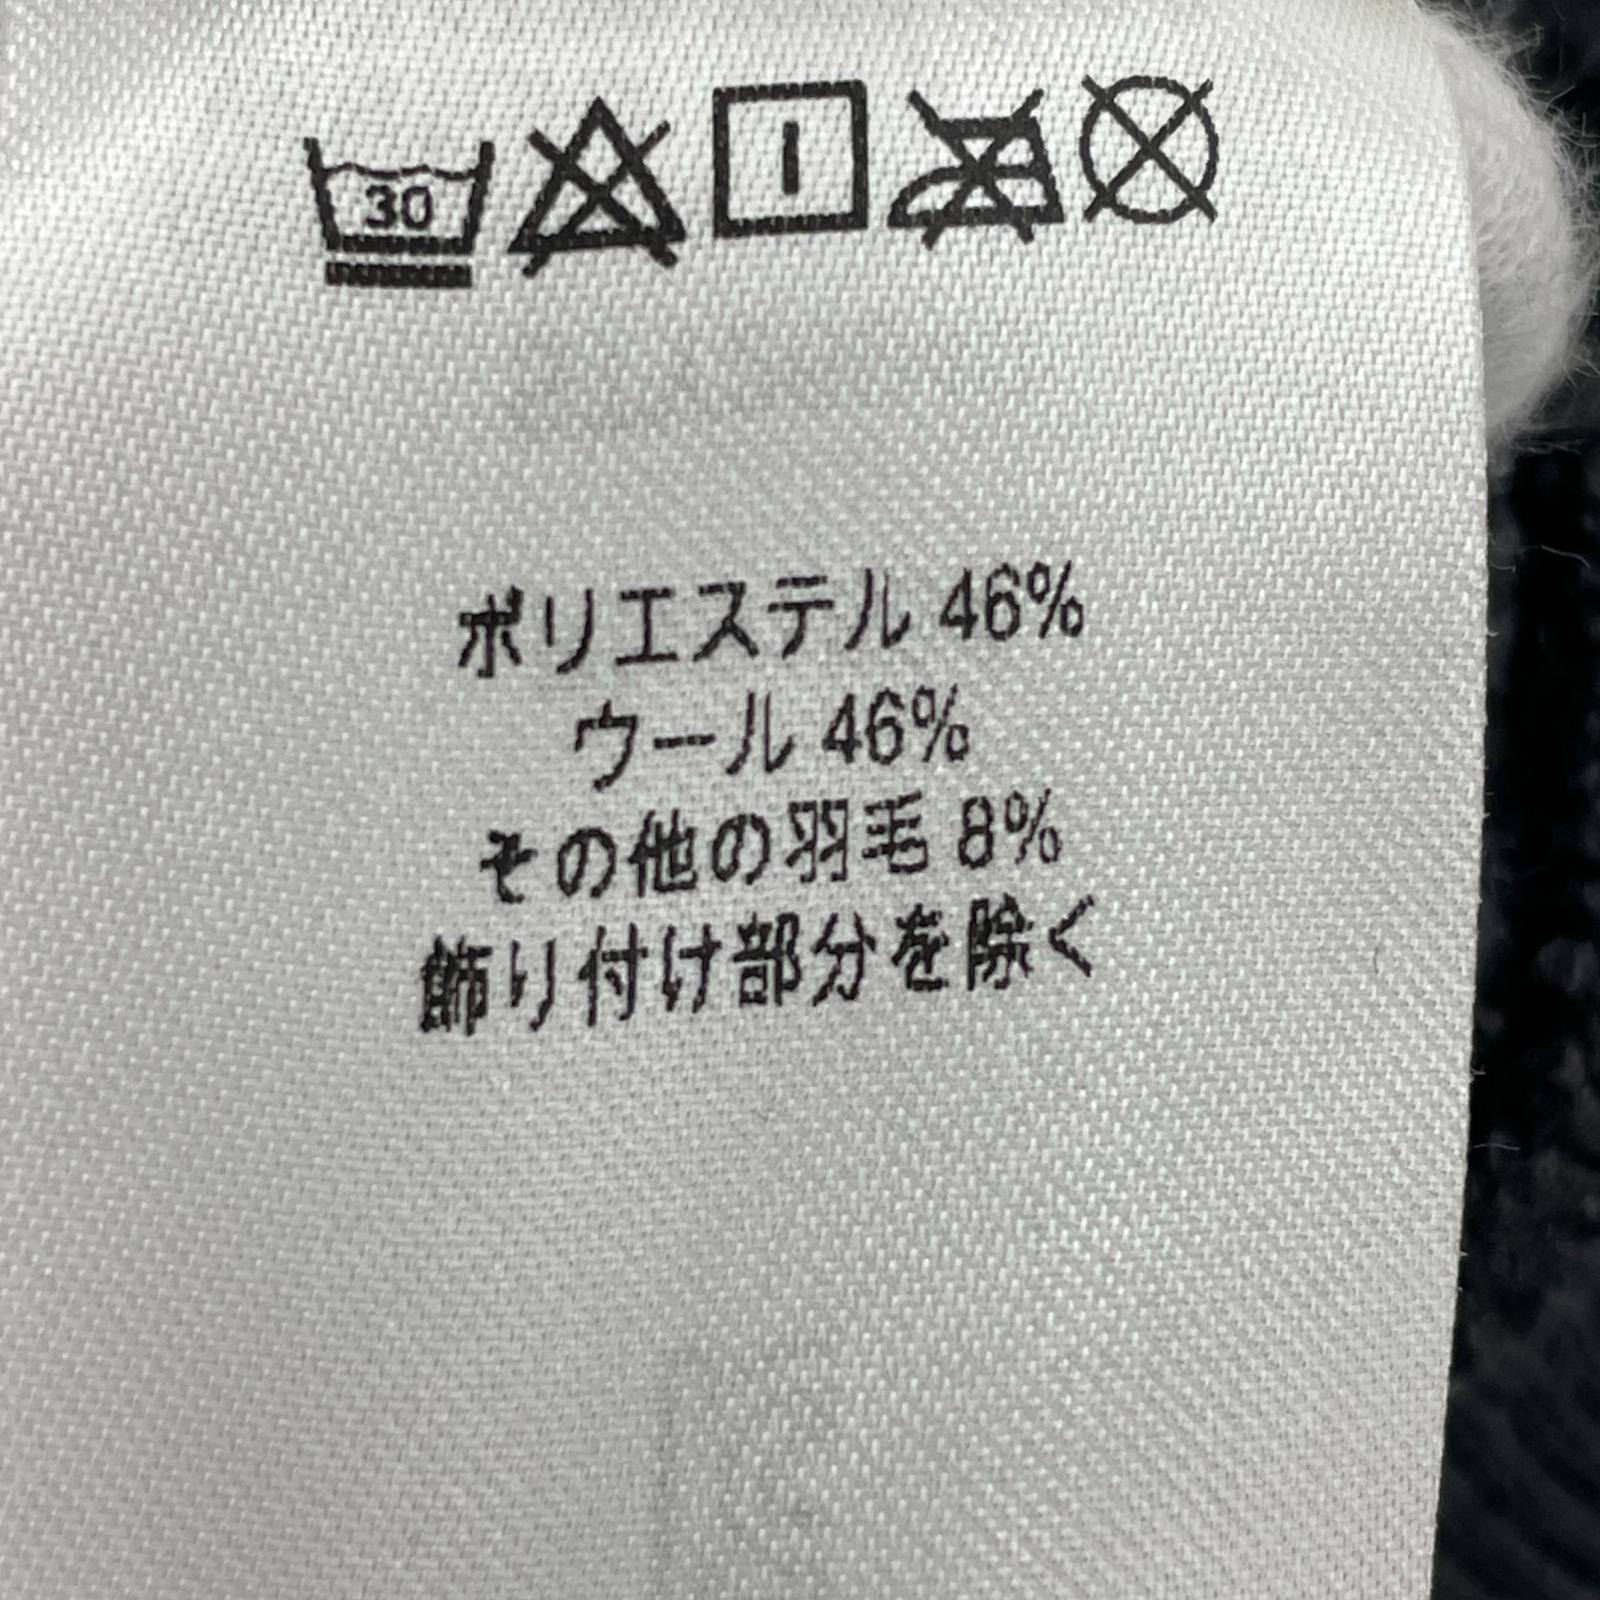 30
ポリエステル 46%
ウール 46%
その他の羽毛 8%
飾り付け部分を除く